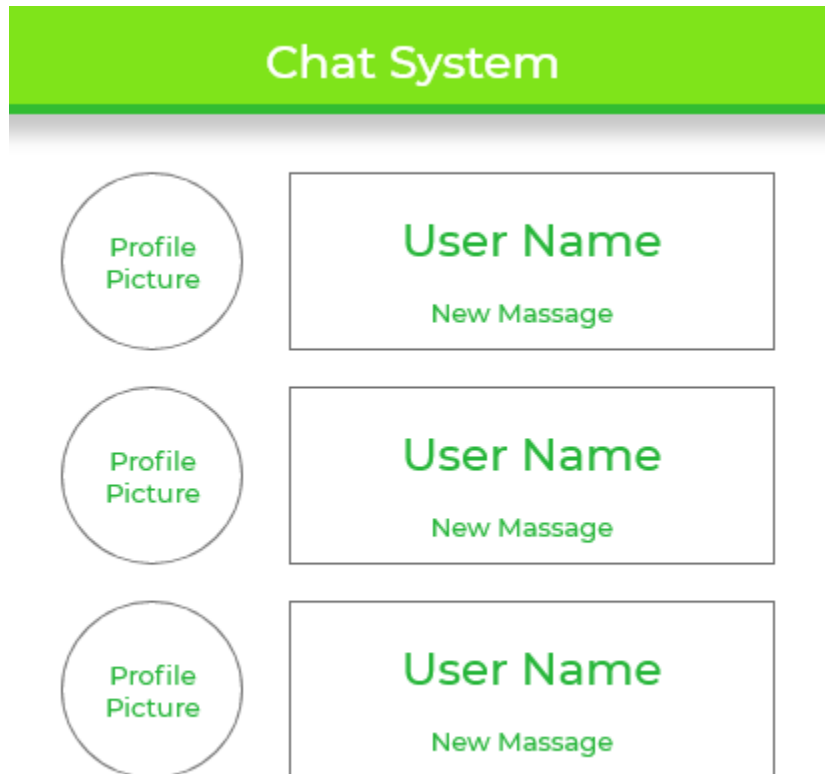 Chat System
Profile
Picture
User Name
New Massage
Profile
Picture
User Name
New Massage
Profile
Picture
User Name
New Massage